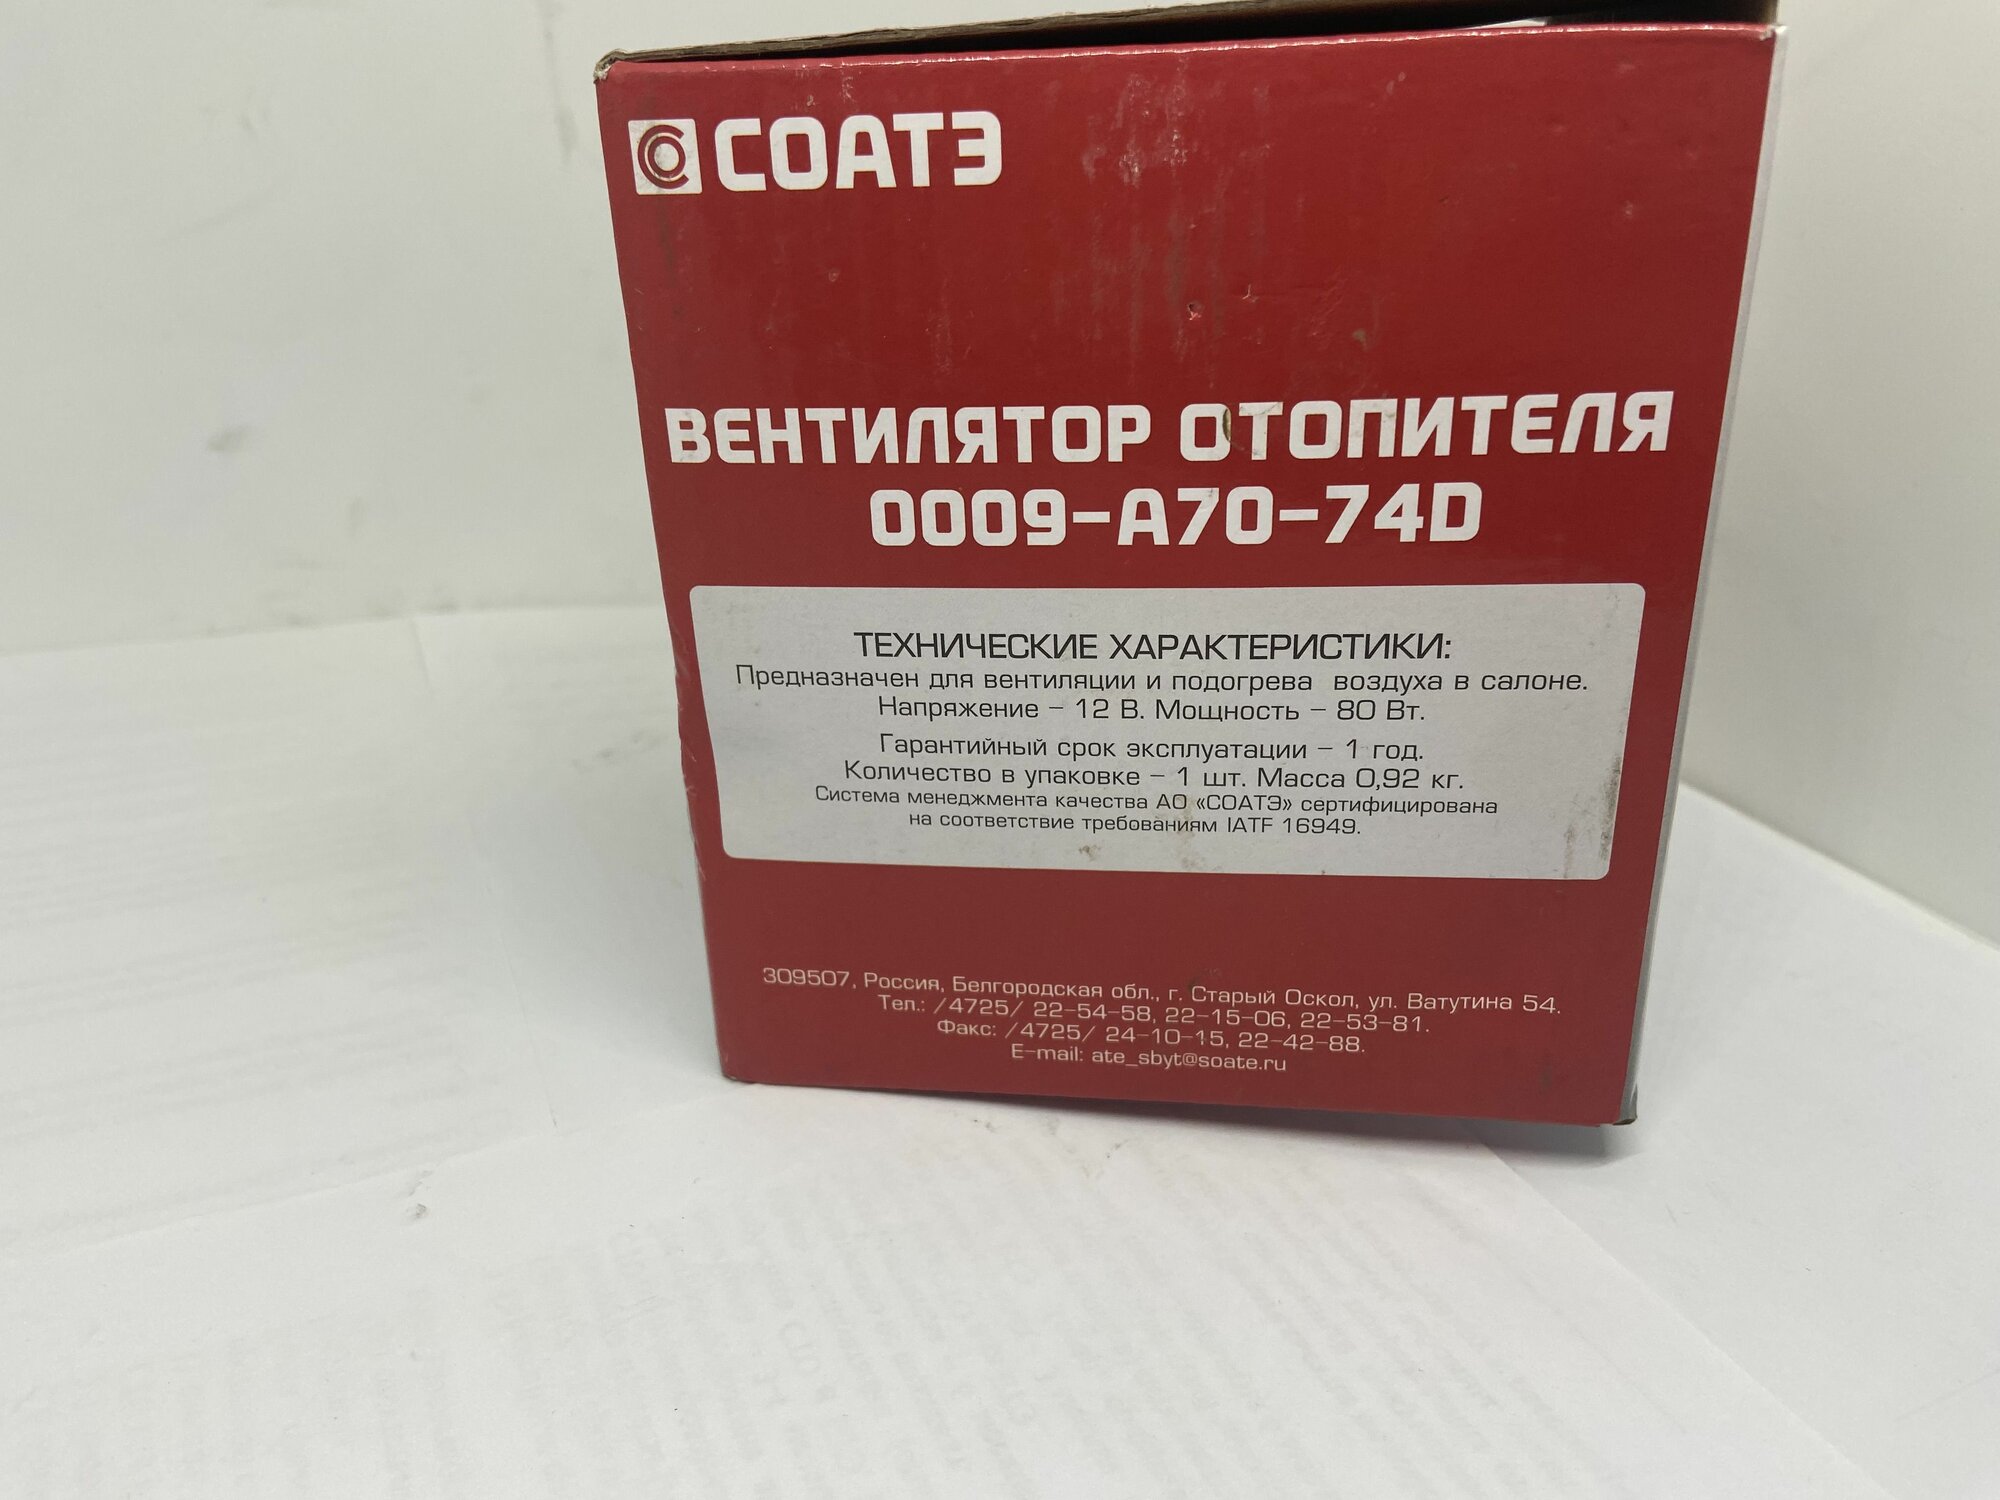 СОАТЭ
ВЕНТИЛЯТОР ОТОПИТЕЛЯ
0009-А70-74D
ТЕХНИЧЕСКИЕ ХАРАКТЕРИСТИКИ:
Предназначен для вентиляции и подогрева воздуха в салоне.
Напряжение – 12 В. Мощность – 80 Вт.
Гарантийный срок эксплуатации – 1 год.
Количество в упаковке – 1 шт. Масса 0,92 кг.
Система менеджмента качества АО «СОАТЭ» сертифицирована
на соответствие требованиям IATF 16949.
309507, Россия, Белгородская обл., г. Старый Оскол, ул. Ватутина 54.
Тел.: /4725/ 22-54-58, 22-15-06, 22-53-81.
Факс: /4725/ 24-10-15, 22-42-88.
E-mail: ate_sbyt@soate.ru